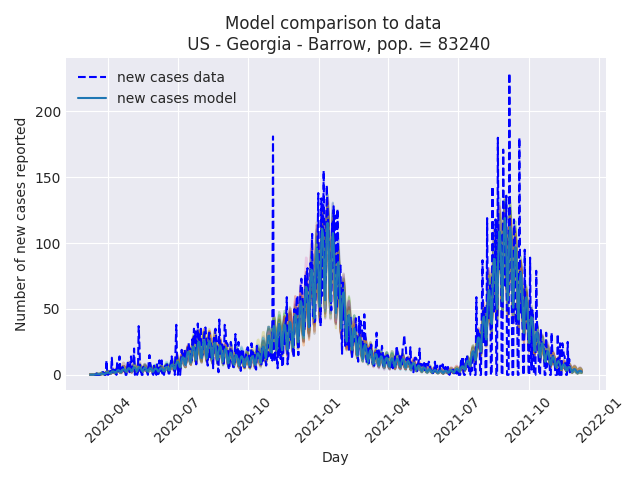 Model comparison to data
US - Georgia - Barrow, pop. = 83240
new cases data
new cases model
Number of new cases reported
200
150
100
50
0
2020-04
2020-07
2020-10
2021-01
2021-04
2021-07
2021-10
2022-01
Day